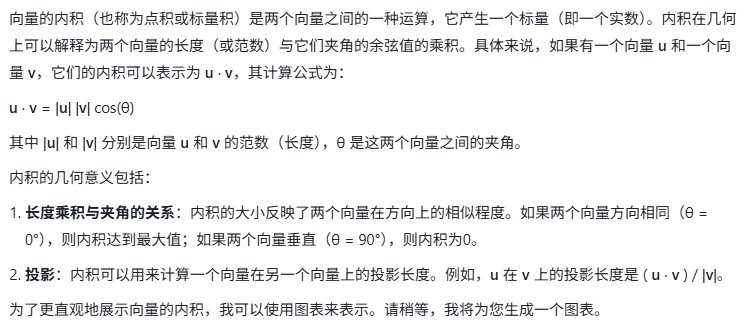 向量的内积（也称为点积或标量积）是两个向量之间的一种运算，它产生一个标量（即一个实数）。内积在几何
上可以解释为两个向量的长度（或范数）与它们夹角的余弦值的乘积。具体来说，如果有一个向量 u 和一个向
量 v，它们的内积可以表示为 u · v，其计算公式为：
u · v = |u| |v| cos(θ)
其中 |u| 和 |v| 分别是向量 u 和 v 的范数（长度），θ 是这两个向量之间的夹角。
内积的几何意义包括：
1. 长度乘积与夹角的关系：内积的大小反映了两个向量在方向上的相似程度。如果两个向量方向相同（θ =
0°），则内积达到最大值；如果两个向量垂直（θ = 90°），则内积为0。
2. 投影：内积可以用来计算一个向量在另一个向量上的投影长度。例如，u 在 v 上的投影长度是 ( u · v ) / |v|。
为了更直观地展示向量的内积，我可以使用图表来表示。请稍等，我将为您生成一个图表。